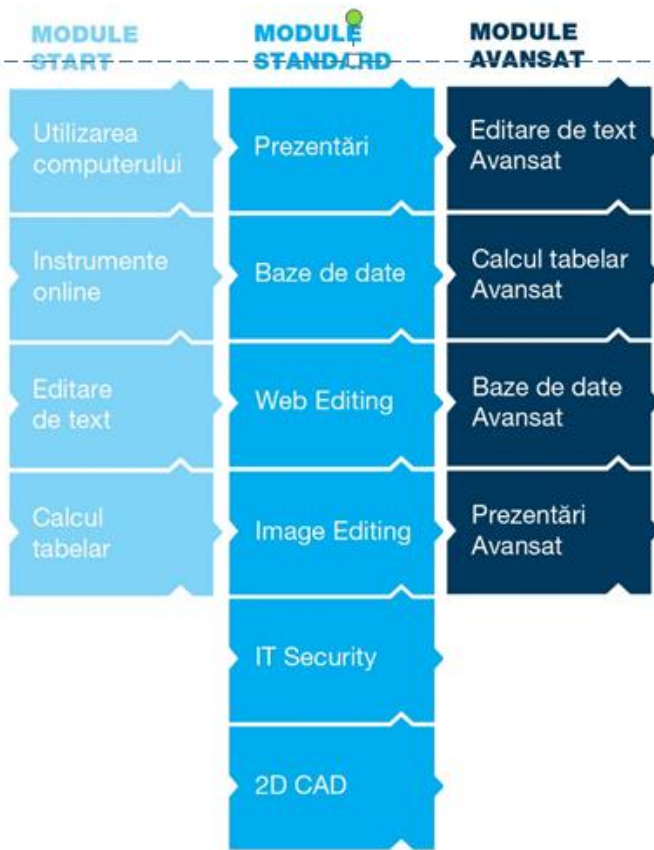 MODULE
START
Utilizarea
computerului
Instrumente
online
Editare
de text
Calcul
tabelar
MODULE
STANDARD
Prezentări
Baze de date
Web Editing
Image Editing
IT Security
2D CAD
MODULE
AVANSAT
Editare de text
Avansat
Calcul tabelar
Avansat
Baze de date
Avansat
Prezentări
Avansat